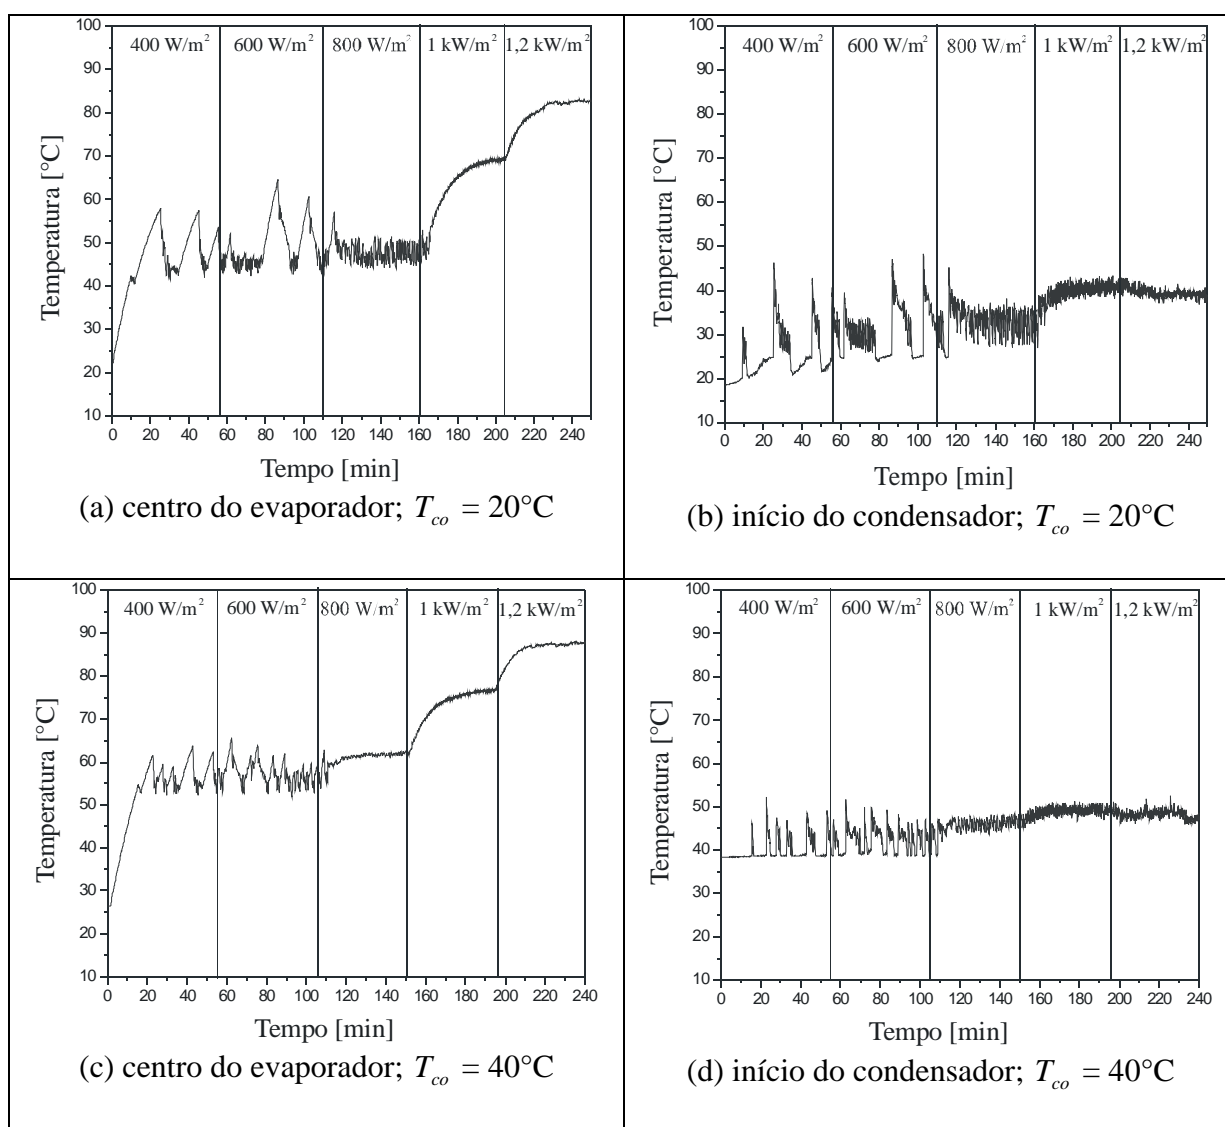 100
90
80
70
60
50
40
30
20
10
Temperatura [°C]
400 W/m² 600 W/m² 800 W/m² 1 kW/m² 1,2 kW/m²
0 20 40 60 80 100 120 140 160 180 200 220 240
Tempo [min]
(a) centro do evaporador; T_co = 20°C
100
90
80
70
60
50
40
30
20
10
Temperatura [°C]
400 W/m² 600 W/m² 800 W/m² 1 kW/m² 1,2 kW/m²
0 20 40 60 80 100 120 140 160 180 200 220 240
Tempo [min]
(b) início do condensador; T_co = 20°C
100
90
80
70
60
50
40
30
20
10
Temperatura [°C]
400 W/m² 600 W/m² 800 W/m² 1 kW/m² 1,2 kW/m²
0 20 40 60 80 100 120 140 160 180 200 220 240
Tempo [min]
(c) centro do evaporador; T_co = 40°C
100
90
80
70
60
50
40
30
20
10
Temperatura [°C]
400 W/m² 600 W/m² 800 W/m² 1 kW/m² 1,2 kW/m²
0 20 40 60 80 100 120 140 160 180 200 220 240
Tempo [min]
(d) início do condensador; T_co = 40°C